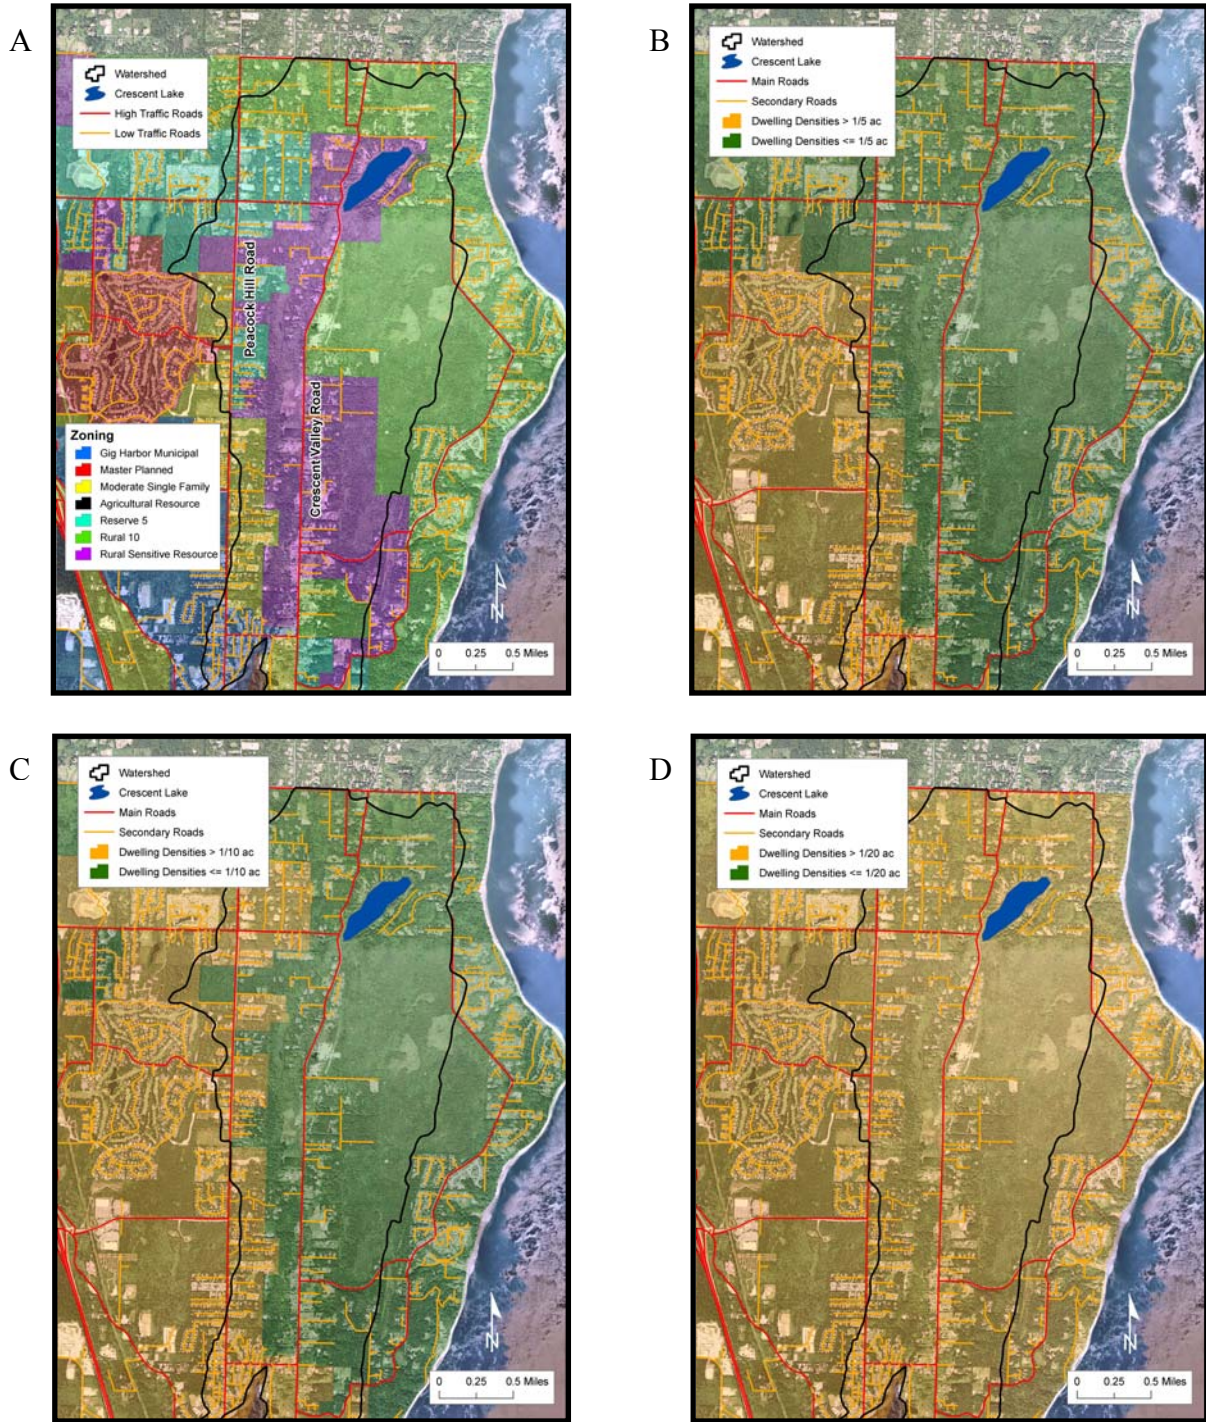 A
Watershed
Crescent Lake
High Traffic Roads
Low Traffic Roads
Peacock Hill Road
Crescent Valley Road
Zoning
Gig Harbor Municipal
Master Planned
Moderate Single Family
Agricultural Resource
Reserve 5
Rural 10
Rural Sensitive Resource
N
0 0.25 0.5 Miles
B
Watershed
Crescent Lake
Main Roads
Secondary Roads
Dwelling Densities > 1/5 ac
Dwelling Densities <= 1/5 ac
N
0 0.25 0.5 Miles
C
Watershed
Crescent Lake
Main Roads
Secondary Roads
Dwelling Densities > 1/10 ac
Dwelling Densities <= 1/10 ac
N
0 0.25 0.5 Miles
D
Watershed
Crescent Lake
Main Roads
Secondary Roads
Dwelling Densities > 1/20 ac
Dwelling Densities <= 1/20 ac
N
0 0.25 0.5 Miles